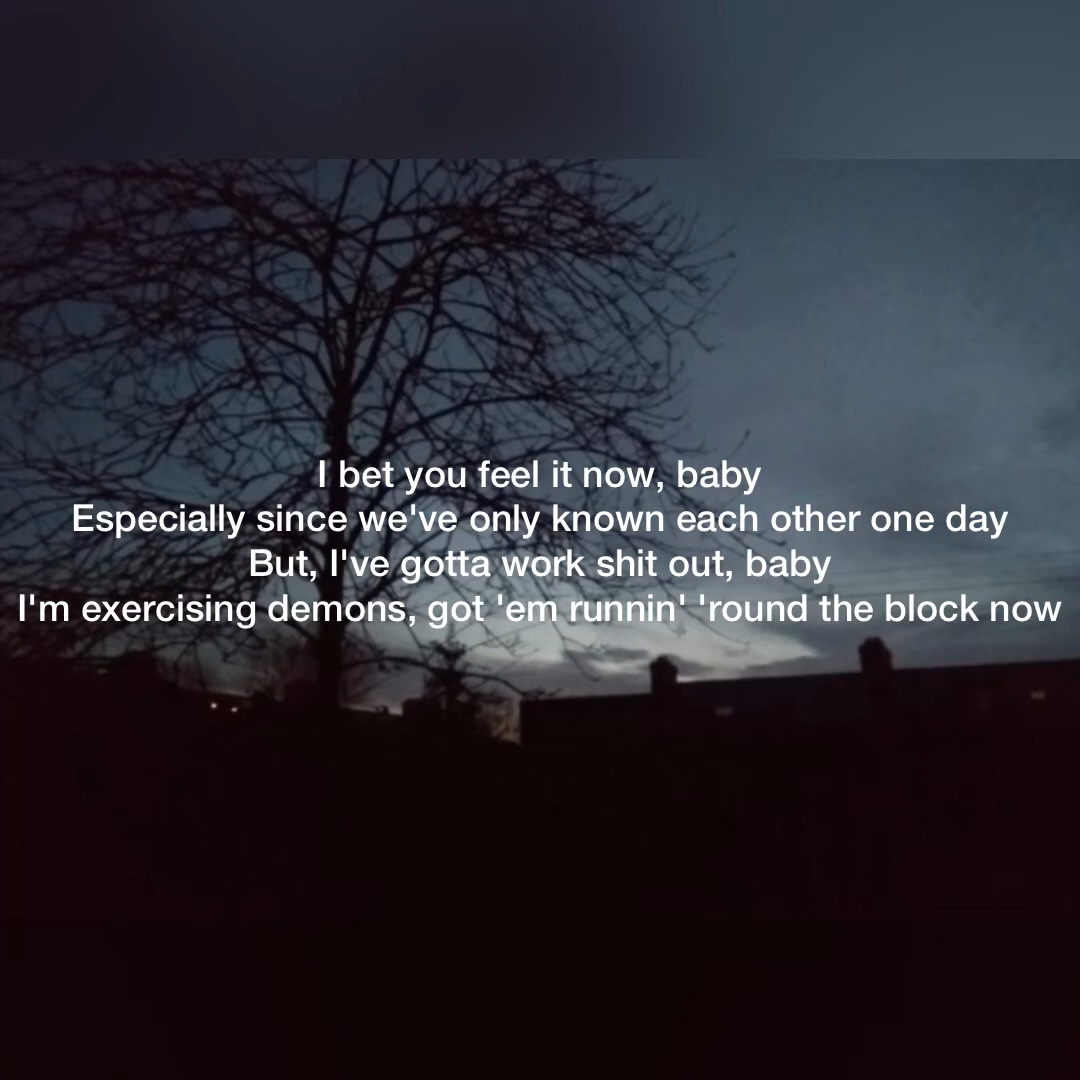 I bet you feel it now, baby
Especially since we've only known each other one day
But, I've gotta work shit out, baby
I'm exercising demons, got 'em runnin' 'round the block now